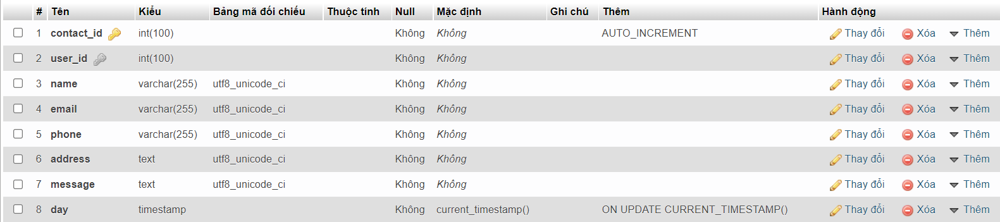 # Tên Kiểu Bảng mã đối chiếu Thuộc tính Null Mặc định Ghi chú Thêm Hành động
1 contact_id int(100) Không Không AUTO_INCREMENT Thay đổi Xóa Thêm
2 user_id int(100) Không Không Thay đổi Xóa Thêm
3 name varchar(255) utf8_unicode_ci Không Không Thay đổi Xóa Thêm
4 email varchar(255) utf8_unicode_ci Không Không Thay đổi Xóa Thêm
5 phone varchar(255) utf8_unicode_ci Không Không Thay đổi Xóa Thêm
6 address text utf8_unicode_ci Không Không Thay đổi Xóa Thêm
7 message text utf8_unicode_ci Không Không Thay đổi Xóa Thêm
8 day timestamp Không current_timestamp() ON UPDATE CURRENT_TIMESTAMP() Thay đổi Xóa Thêm